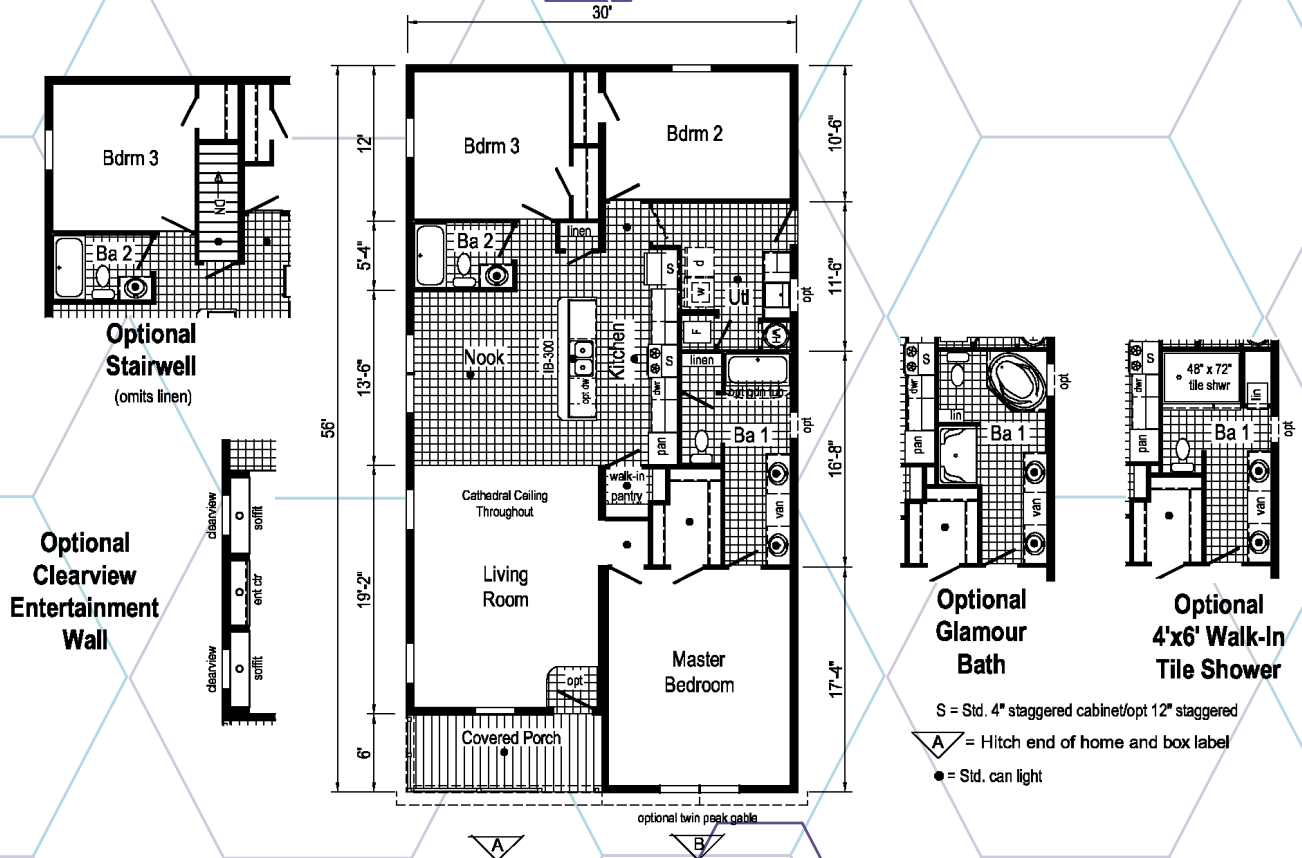 30'
Bdrm 3
DN
Ba 2
Optional
Stairwell
(omits linen)
clearview
soffit
ent ctr
clearview
soffit
Optional
Clearview
Entertainment
Wall
56'
12'
5'-4"
13'-6"
19'-2"
6'
Bdrm 3
Bdrm 2
Ba 2
linen
S
d
w
Utl
opt
F
WH
Nook
IB-300
opt dw
Kitchen
S
dwr
pan
linen
Ba 1
opt
walk-in
pantry
van
Cathedral Ceiling
Throughout
Living
Room
opt
Master
Bedroom
Covered Porch
optional twin peak gable
A
B
10'-6"
11'-6"
16'-8"
17'-4"
S
dwr
pan
lin
Ba 1
opt
van
Optional
Glamour
Bath
S
dwr
pan
48" x 72"
tile shwr
lin
Ba 1
opt
van
Optional
4'x6' Walk-In
Tile Shower
S = Std. 4" staggered cabinet/opt 12" staggered
A = Hitch end of home and box label
= Std. can light